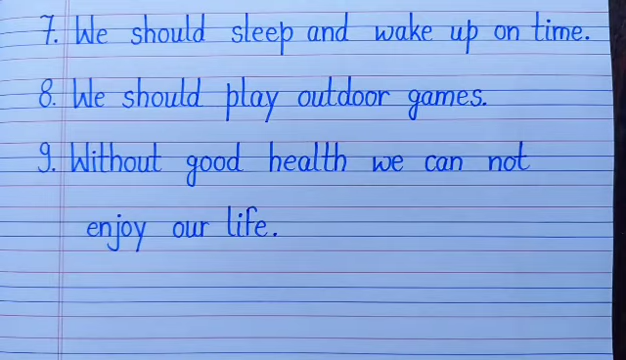 7. We should sleep and wake up on time.
8. We should play outdoor games.
9. Without good health we can not
enjoy our life.